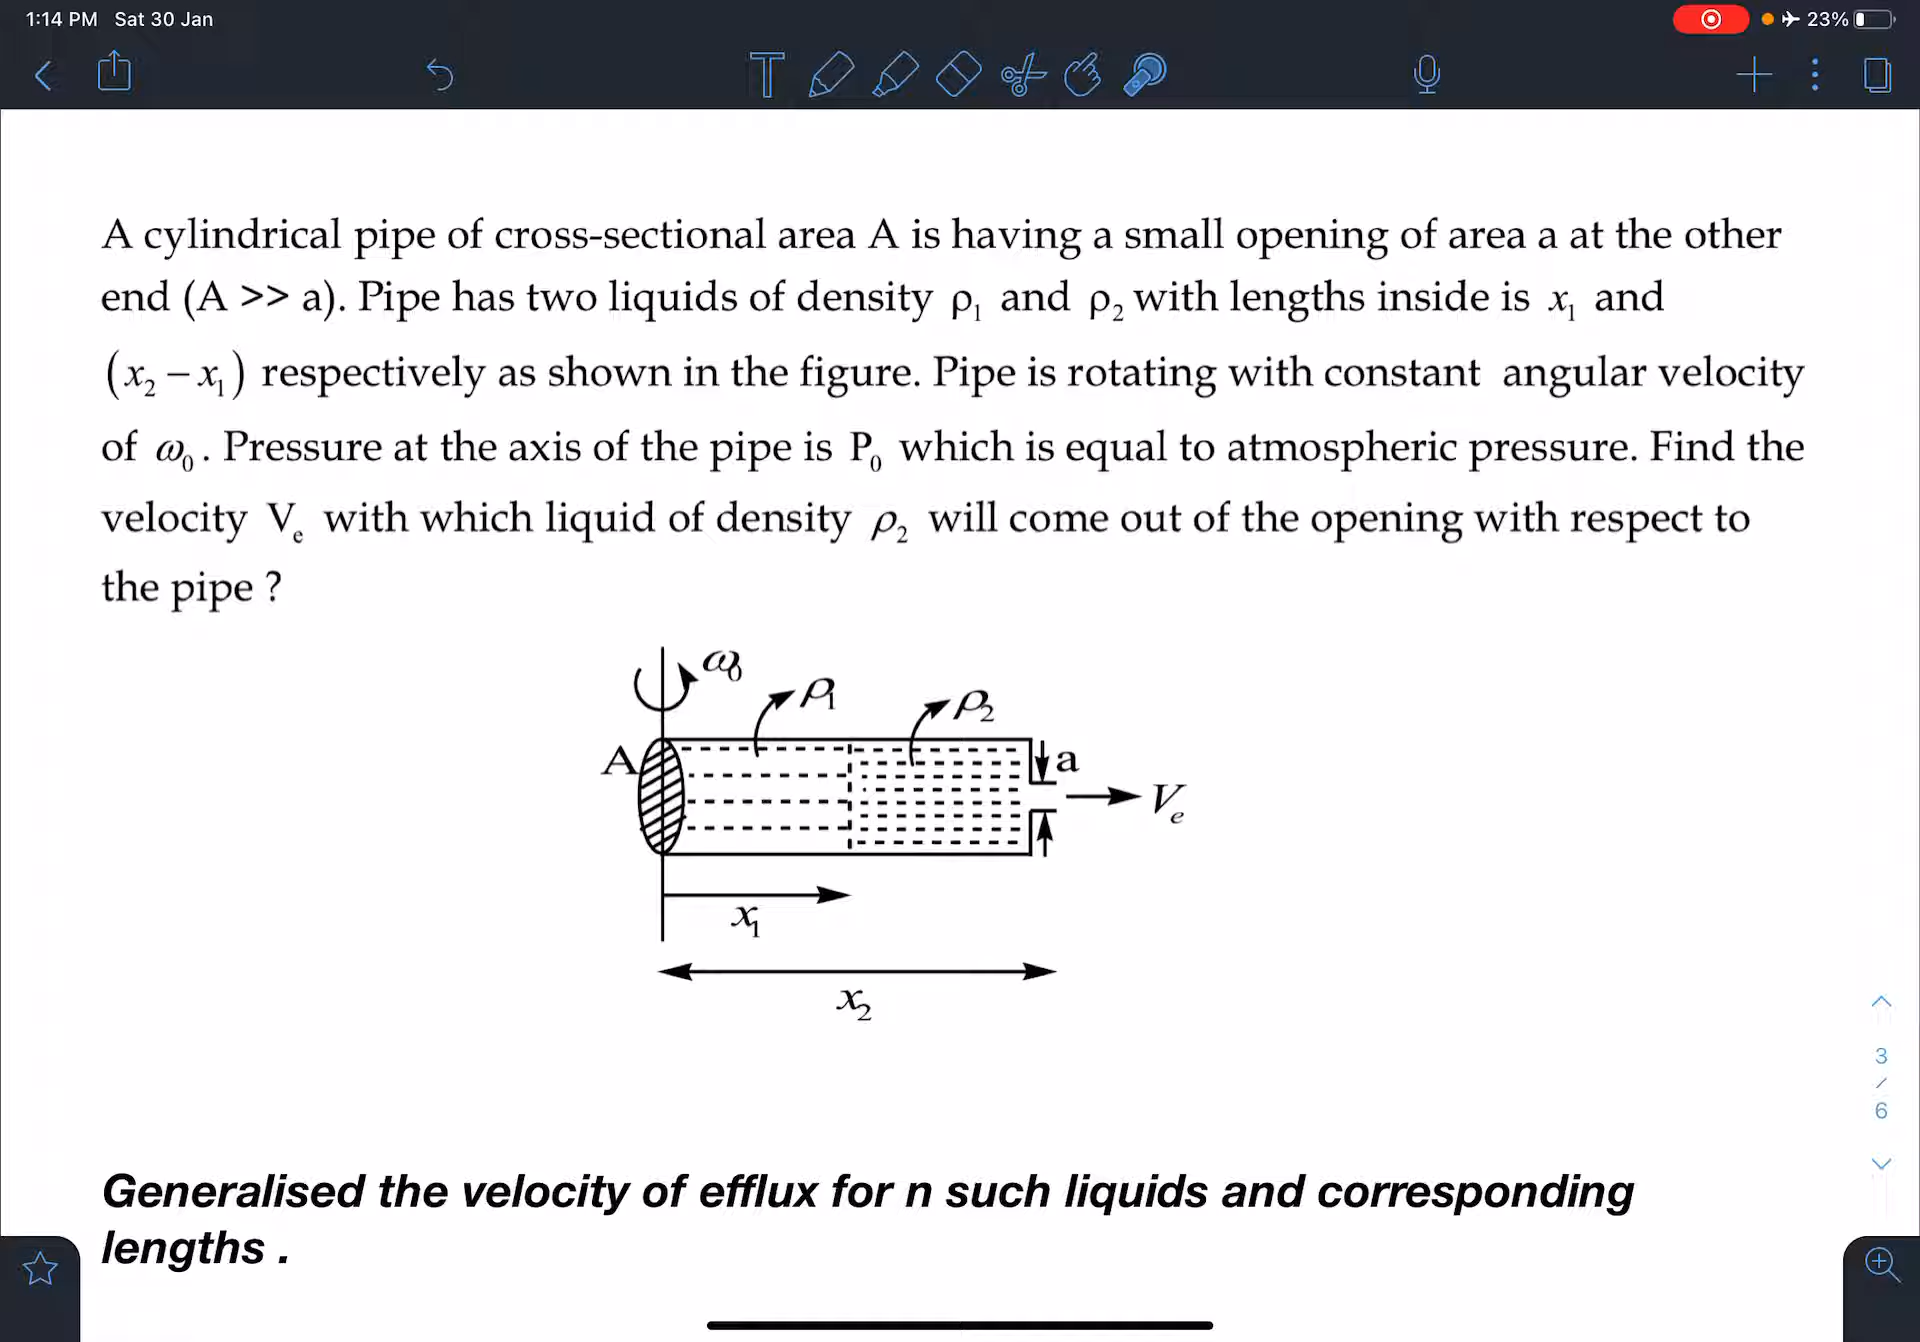 1:14 PM Sat 30 Jan
23%
T
A cylindrical pipe of cross-sectional area A is having a small opening of area a at the other
end (A >> a). Pipe has two liquids of density ρ₁ and ρ₂ with lengths inside is x₁ and
(x₂ − x₁) respectively as shown in the figure. Pipe is rotating with constant angular velocity
of ω₀. Pressure at the axis of the pipe is P₀ which is equal to atmospheric pressure. Find the
velocity Vₑ with which liquid of density ρ₂ will come out of the opening with respect to
the pipe ?
ω₀
ρ₁
ρ₂
A
a
Vₑ
x₁
x₂
3
/
6
Generalised the velocity of efflux for n such liquids and corresponding
lengths .